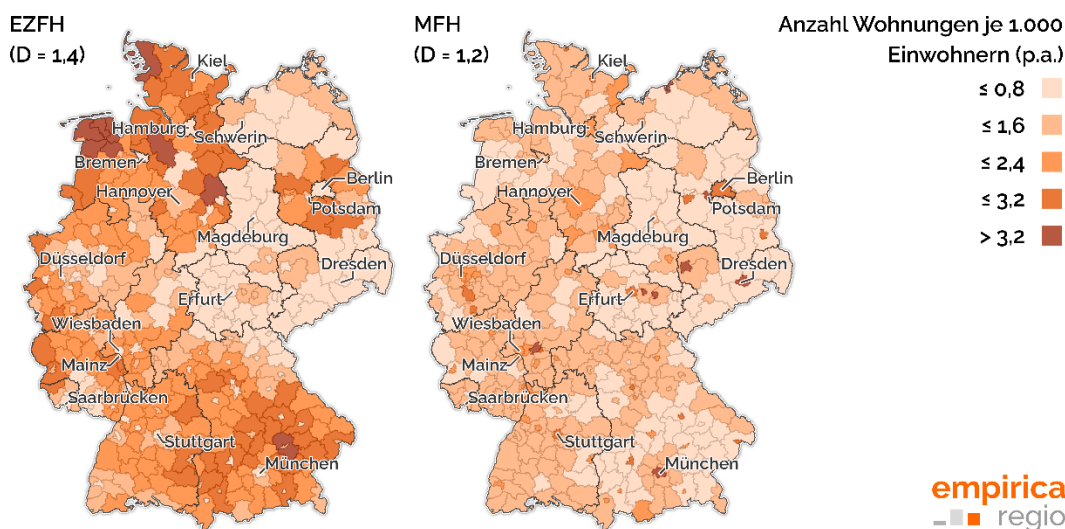 EZFH
(D = 1,4)
Kiel
Hamburg
Schwerin
Bremen
Berlin
Hannover
Potsdam
Magdeburg
Düsseldorf
Dresden
Erfurt
Wiesbaden
Mainz
Saarbrücken
Stuttgart
München
MFH
(D = 1,2)
Kiel
Hamburg
Schwerin
Bremen
Berlin
Hannover
Potsdam
Magdeburg
Düsseldorf
Dresden
Erfurt
Wiesbaden
Mainz
Saarbrücken
Stuttgart
München
Anzahl Wohnungen je 1.000
Einwohnern (p.a.)
≤ 0,8
≤ 1,6
≤ 2,4
≤ 3,2
> 3,2
empirica
regio